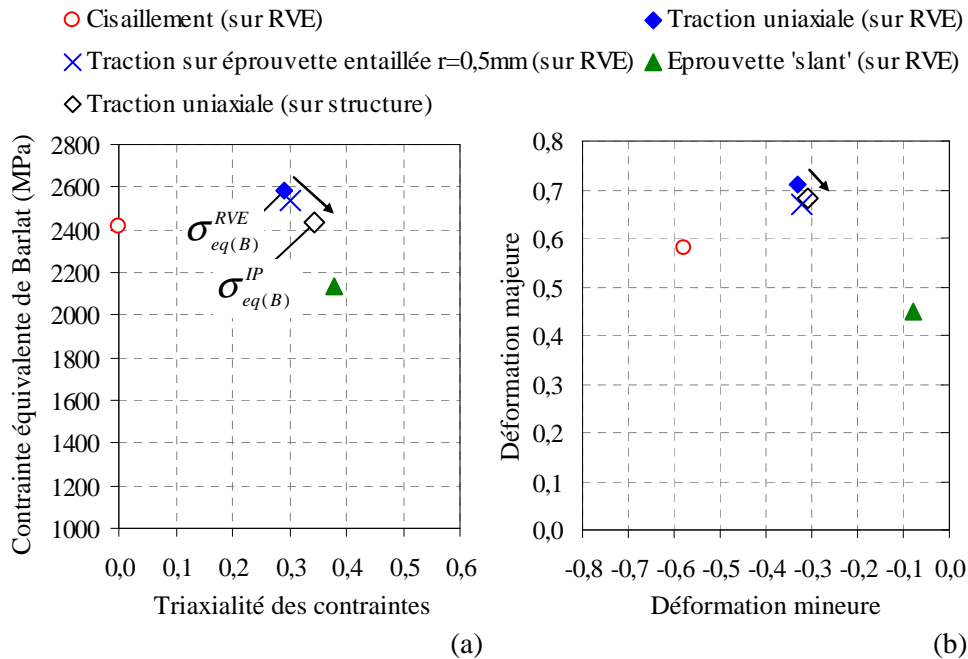 Cisaillement (sur RVE)
Traction uniaxiale (sur RVE)
Traction sur éprouvette entaillée r=0,5mm (sur RVE)
Eprouvette 'slant' (sur RVE)
Traction uniaxiale (sur structure)
Contrainte équivalente de Barlat (MPa)
2800
2600
2400
2200
2000
1800
1600
1400
1200
1000
σ RVE eq(B)
σ IP eq(B)
0,0 0,1 0,2 0,3 0,4 0,5 0,6
Triaxialité des contraintes
(a)
Déformation majeure
0,8
0,7
0,6
0,5
0,4
0,3
0,2
0,1
0,0
-0,8 -0,7 -0,6 -0,5 -0,4 -0,3 -0,2 -0,1 0,0
Déformation mineure
(b)